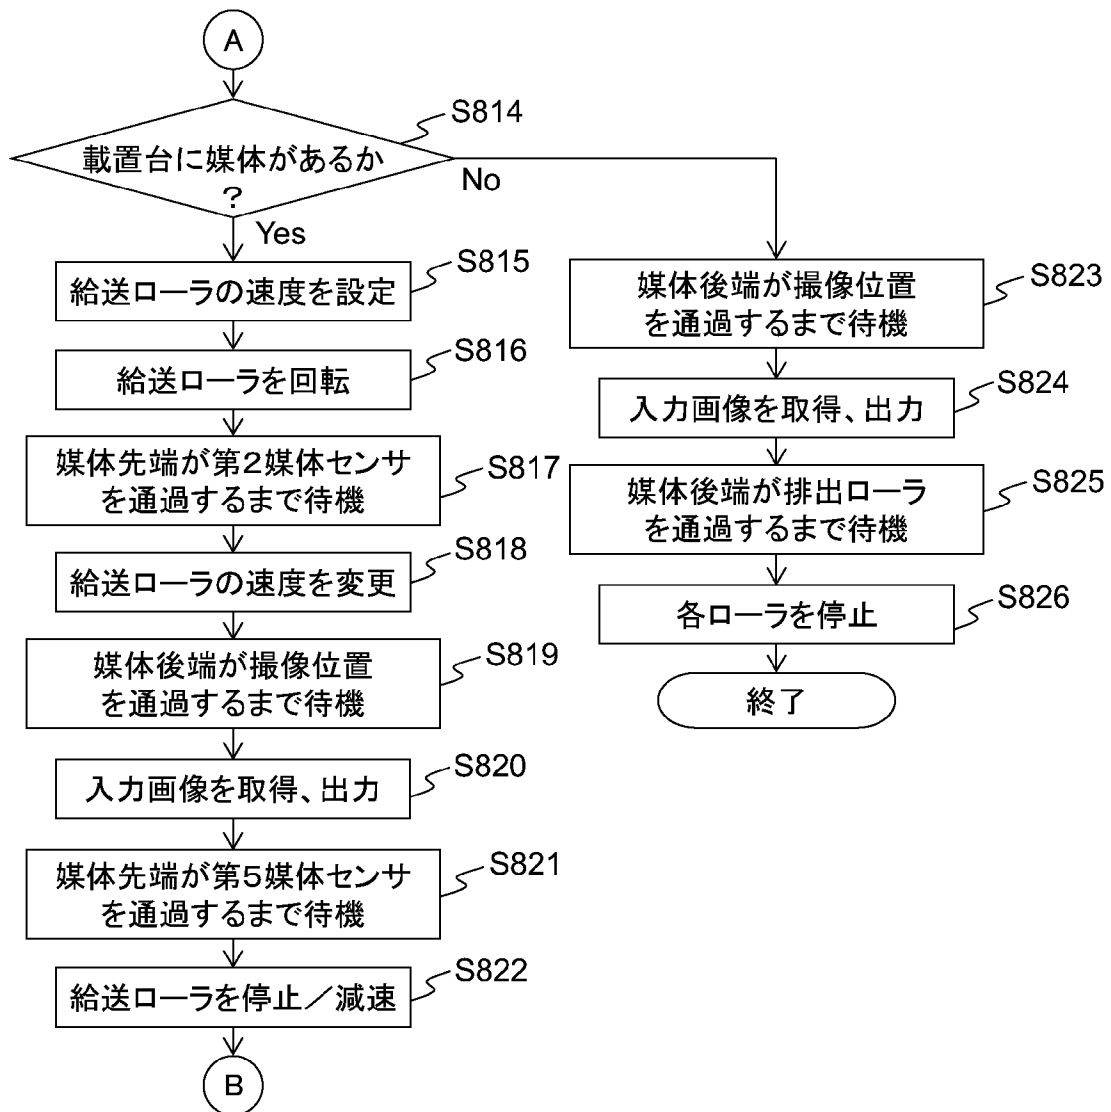 A
S814
載置台に媒体があるか
？
No
Yes
S815
給送ローラの速度を設定
S816
給送ローラを回転
S817
媒体先端が第２媒体センサ
を通過するまで待機
S818
給送ローラの速度を変更
S819
媒体後端が撮像位置
を通過するまで待機
S820
入力画像を取得、出力
S821
媒体先端が第５媒体センサ
を通過するまで待機
S822
給送ローラを停止／減速
B
S823
媒体後端が撮像位置
を通過するまで待機
S824
入力画像を取得、出力
S825
媒体後端が排出ローラ
を通過するまで待機
S826
各ローラを停止
終了